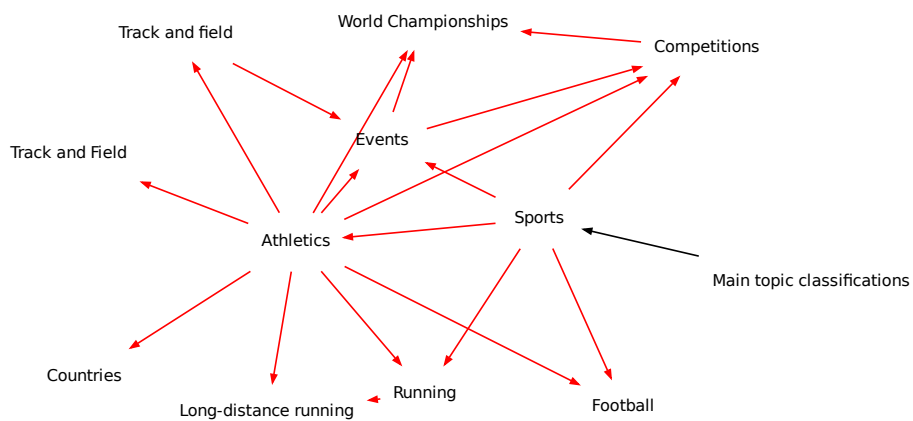 World Championships
Track and field
Competitions
Events
Track and Field
Sports
Athletics
Main topic classifications
Countries
Running
Football
Long-distance running